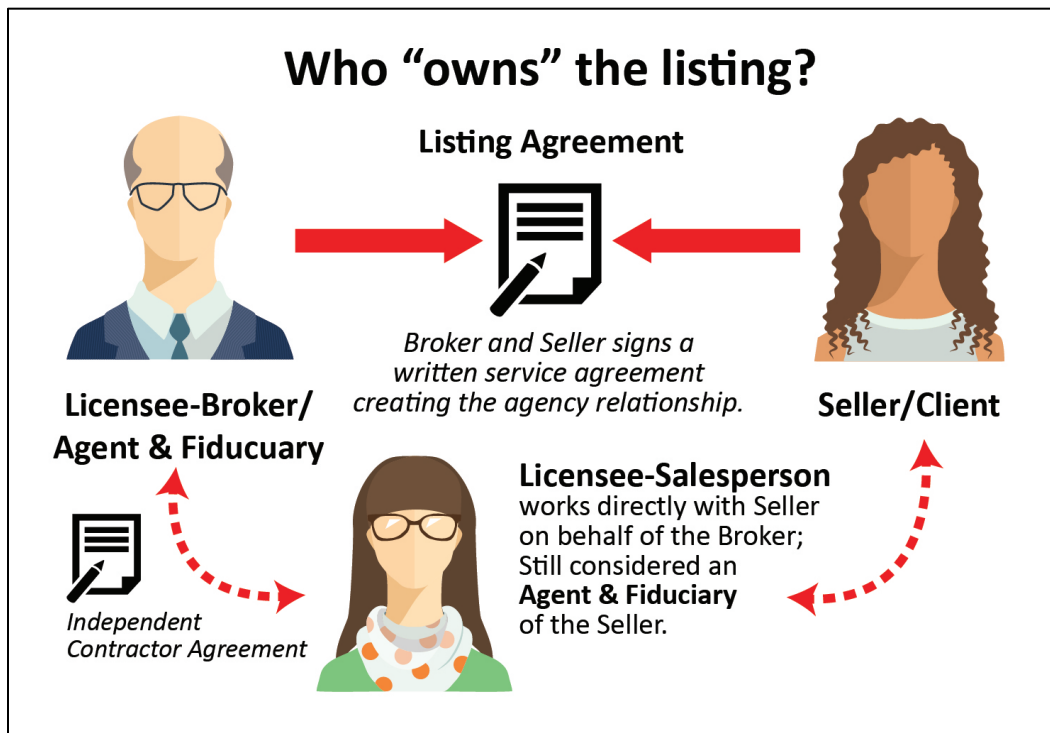 Who “owns” the listing?
Listing Agreement
Broker and Seller signs a
written service agreement
creating the agency relationship.
Licensee-Broker/
Agent & Fiducuary
Seller/Client
Independent
Contractor Agreement
Licensee-Salesperson
works directly with Seller
on behalf of the Broker;
Still considered an
Agent & Fiduciary
of the Seller.